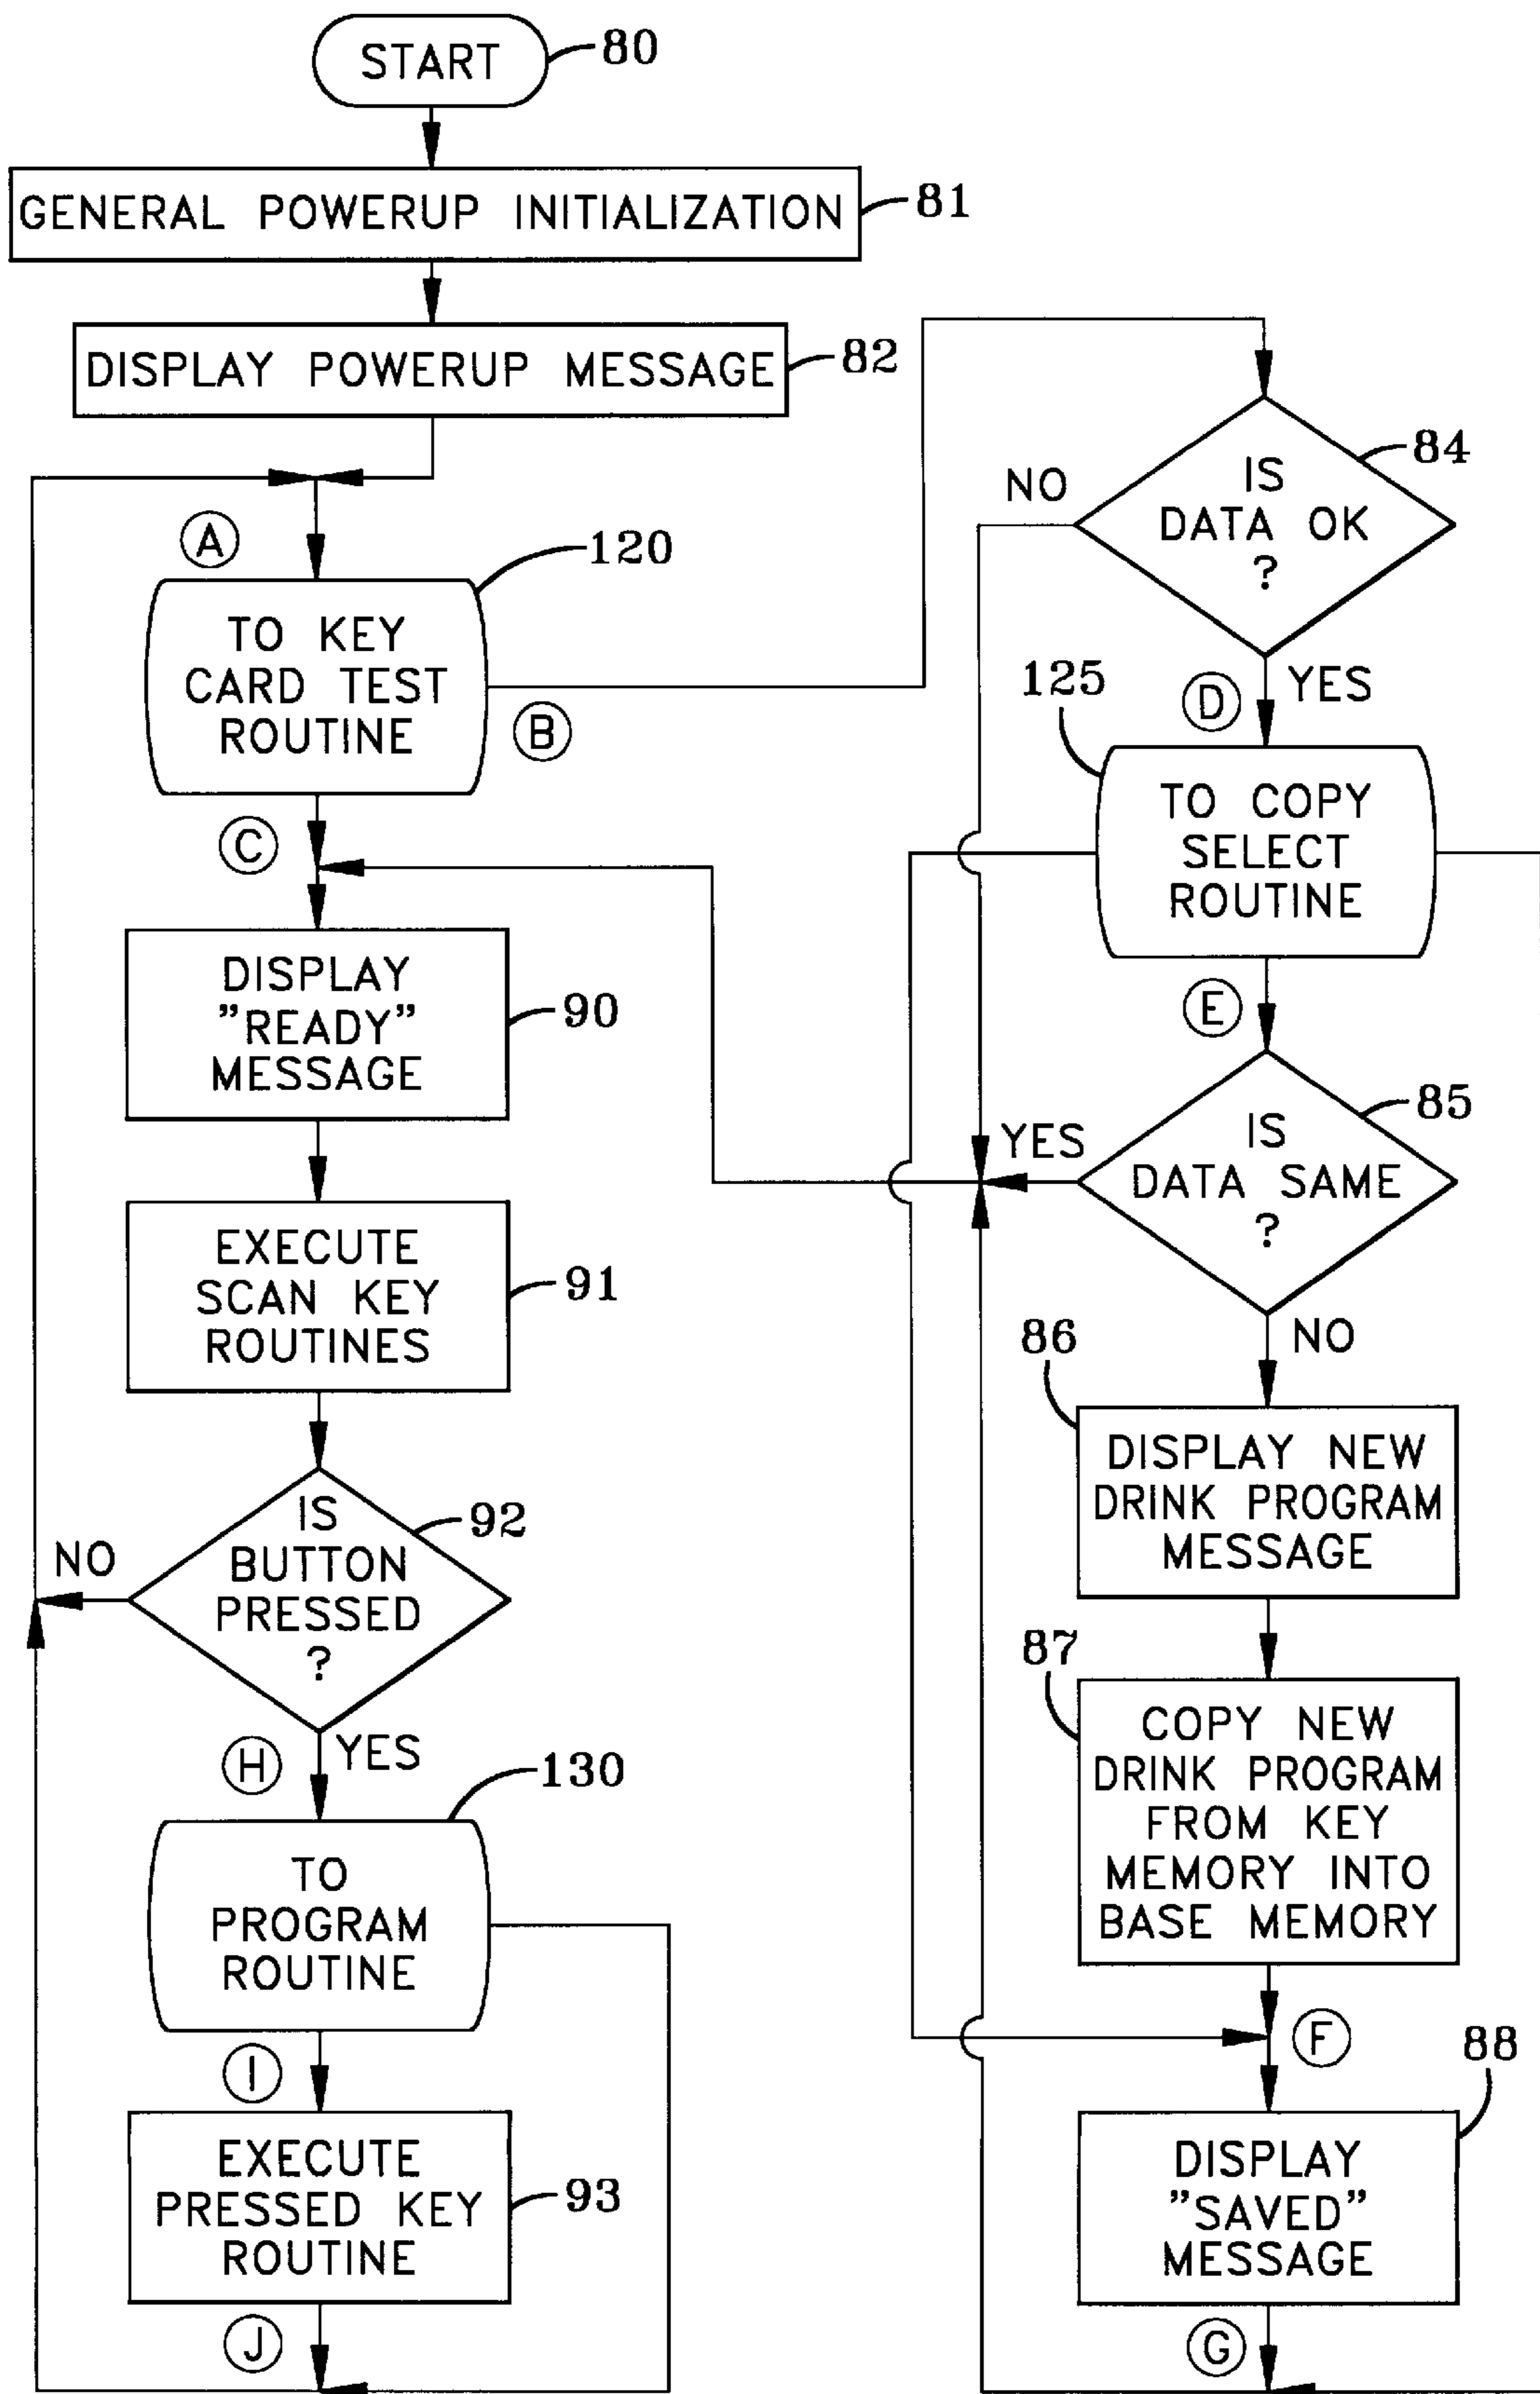 START
80
GENERAL POWERUP INITIALIZATION
81
DISPLAY POWERUP MESSAGE
82
A
120
TO KEY
CARD TEST
ROUTINE
B
C
DISPLAY
"READY"
MESSAGE
90
EXECUTE
SCAN KEY
ROUTINES
91
IS
BUTTON
PRESSED
?
92
NO
YES
H
130
TO
PROGRAM
ROUTINE
I
EXECUTE
PRESSED KEY
ROUTINE
93
J
IS
DATA OK
?
84
NO
YES
D
125
TO COPY
SELECT
ROUTINE
E
IS
DATA SAME
?
85
YES
NO
86
DISPLAY NEW
DRINK PROGRAM
MESSAGE
87
COPY NEW
DRINK PROGRAM
FROM KEY
MEMORY INTO
BASE MEMORY
F
88
DISPLAY
"SAVED"
MESSAGE
G